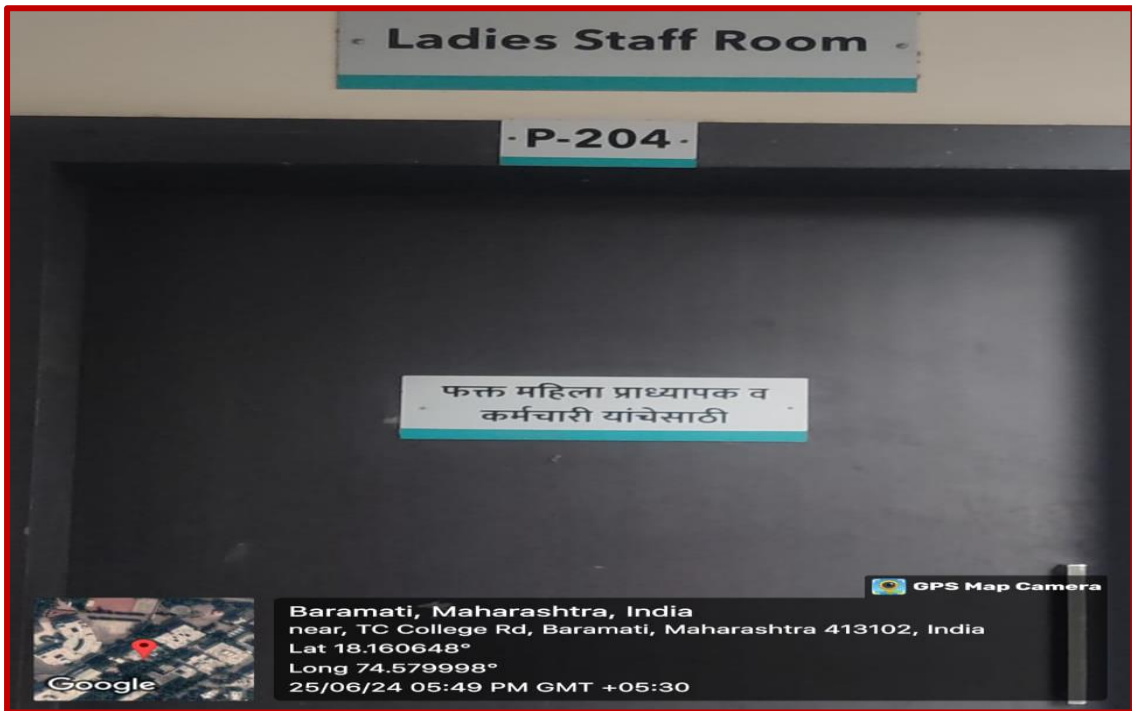 Ladies Staff Room
P-204
फक्त महिला प्राध्यापक व
कर्मचारी यांचेसाठी
GPS Map Camera
Baramati, Maharashtra, India
near, TC College Rd, Baramati, Maharashtra 413102, India
Lat 18.160648°
Long 74.579998°
25/06/24 05:49 PM GMT +05:30
Google